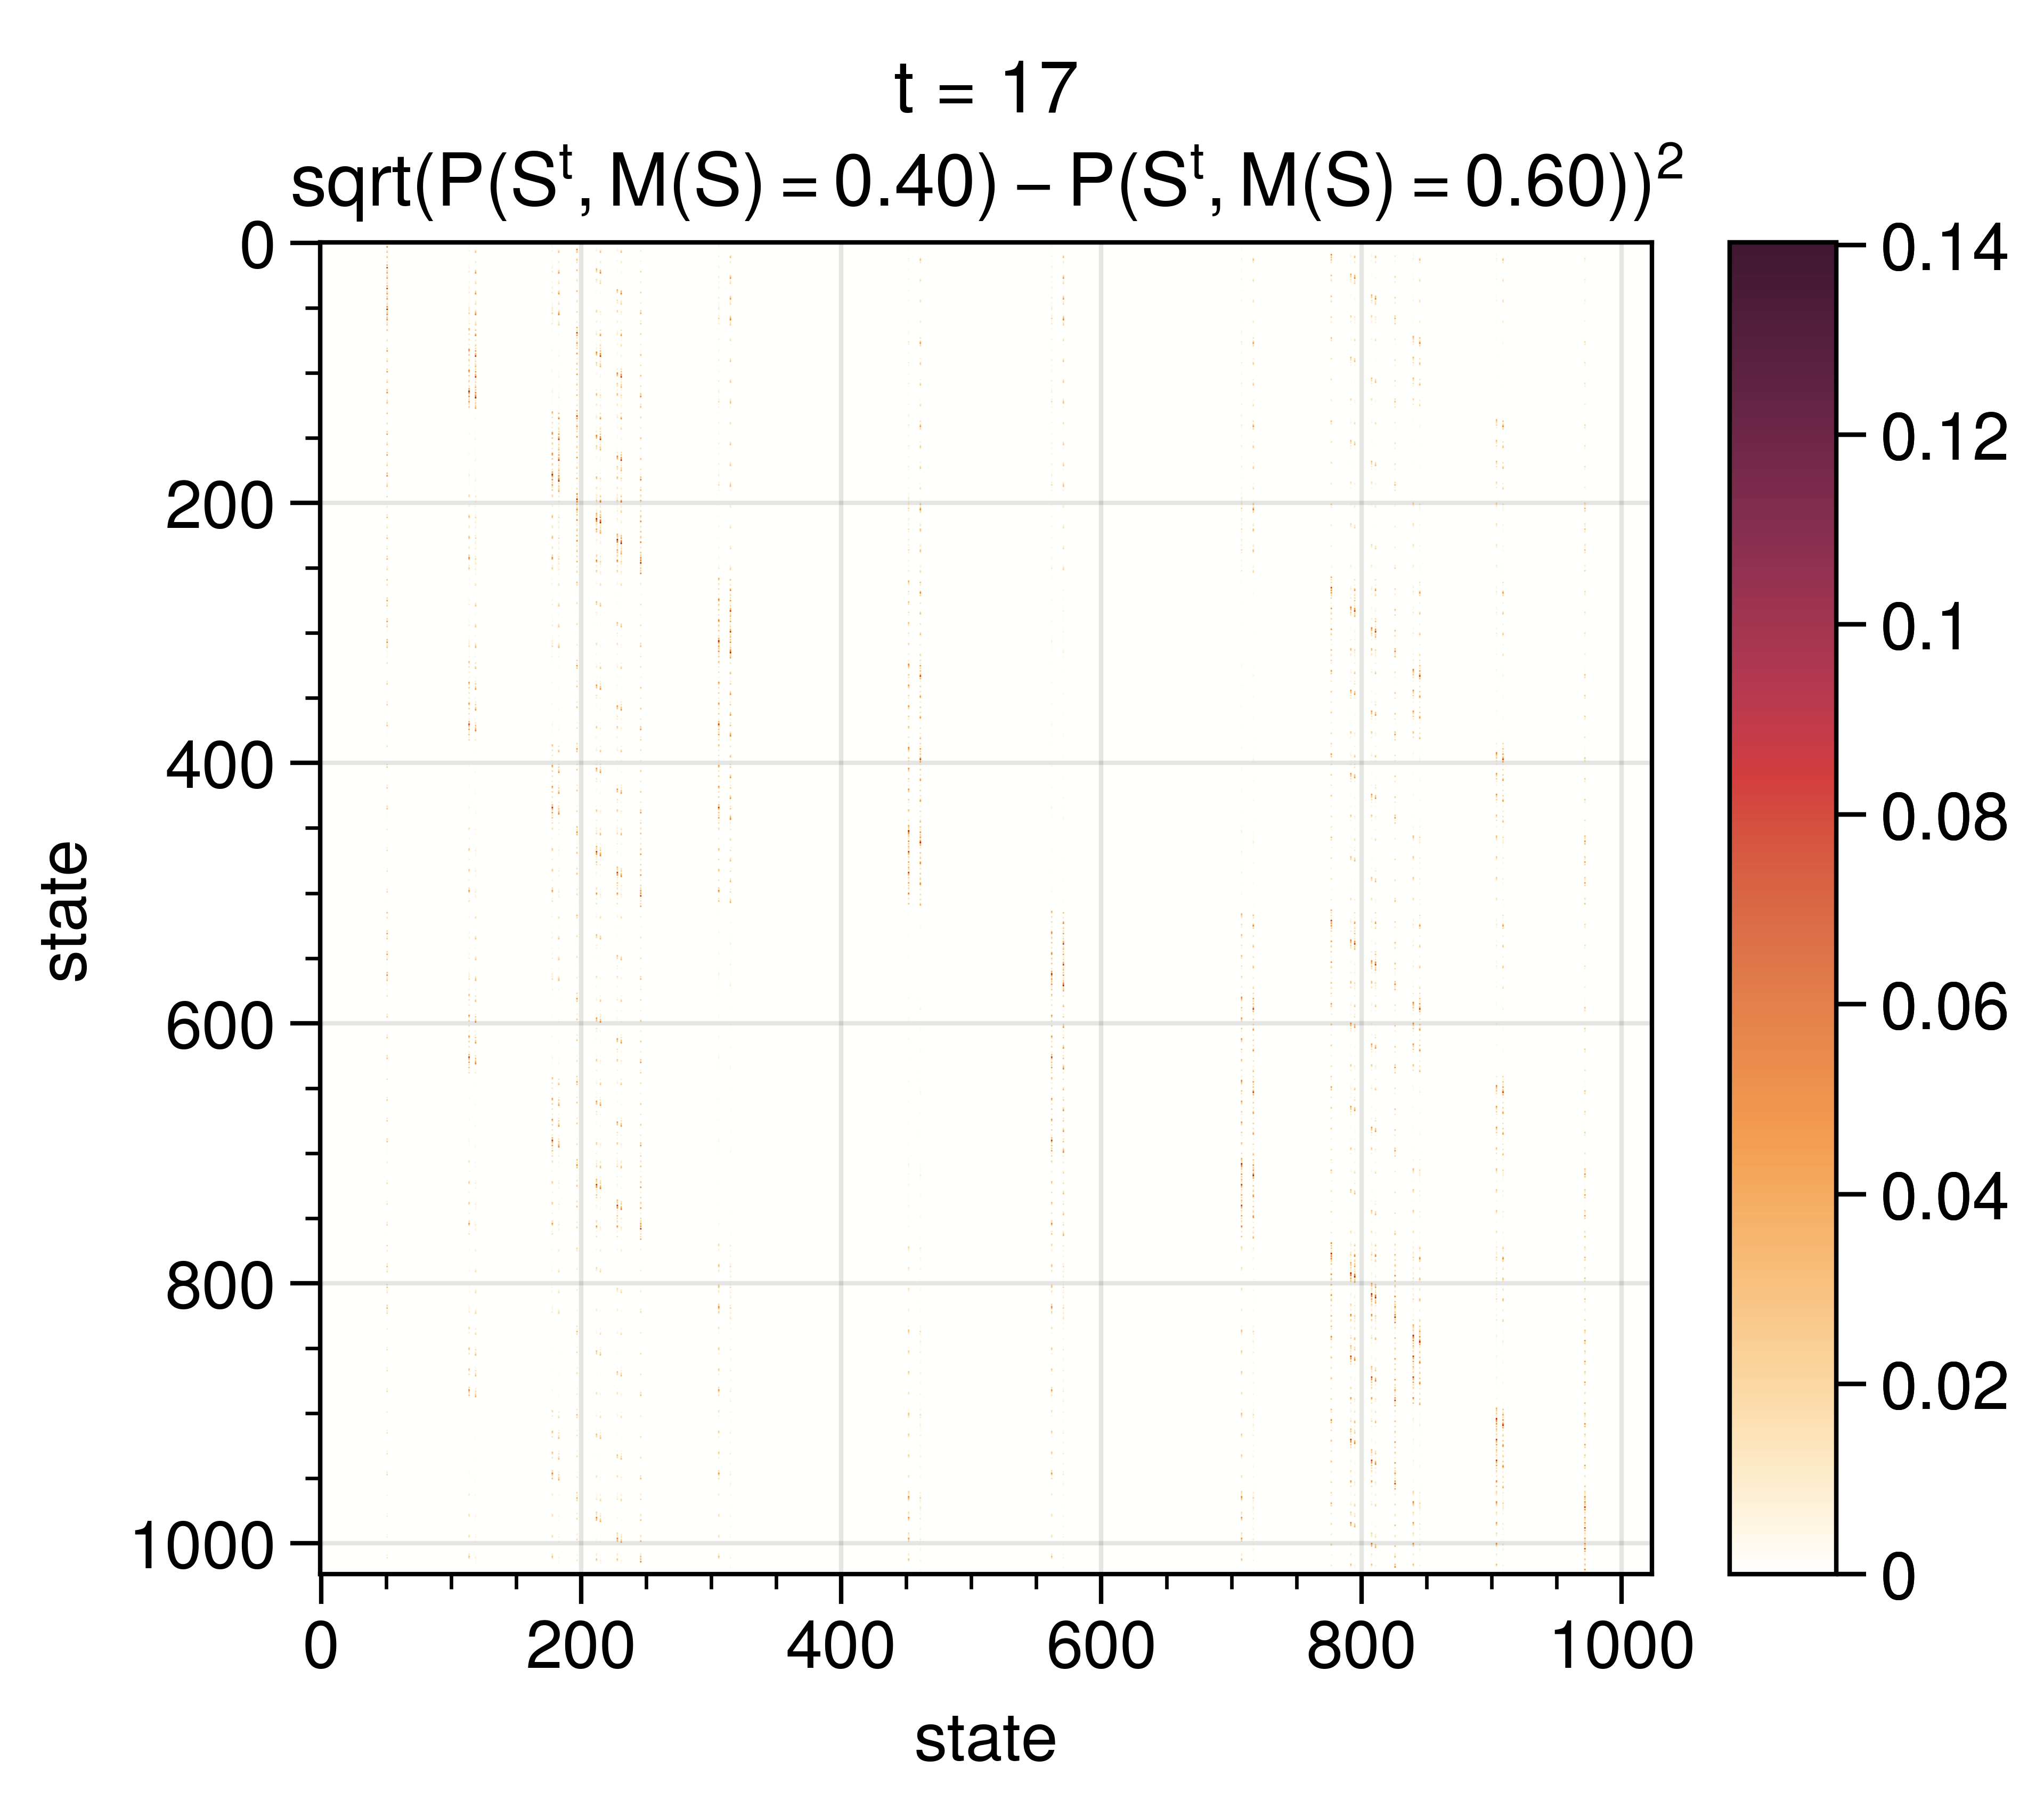 t = 17
sqrt(P(Sᵗ, M(S) = 0.40) – P(Sᵗ, M(S) = 0.60))²
0
200
400
600
800
1000
state
0 200 400 600 800 1000
state
0.14
0.12
0.1
0.08
0.06
0.04
0.02
0